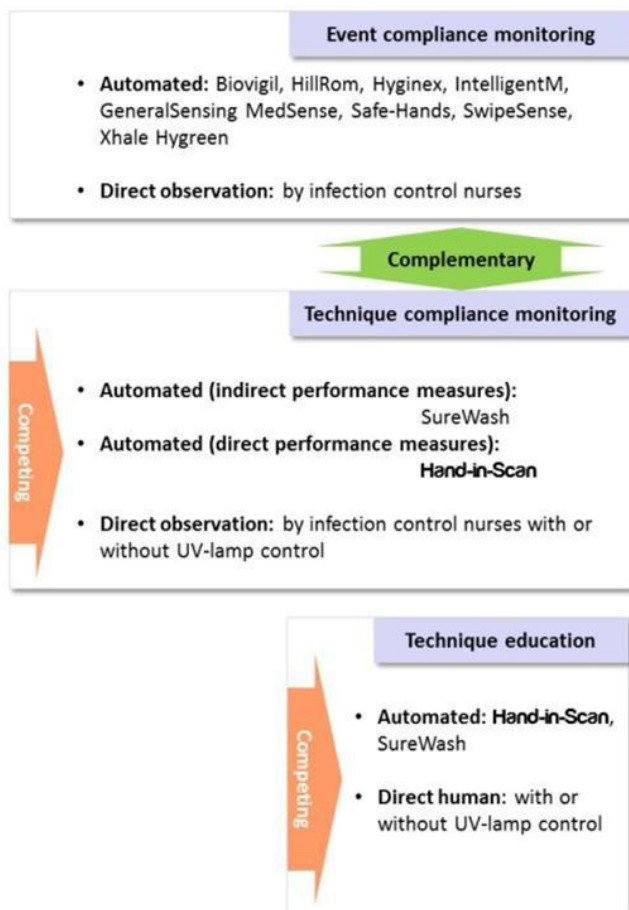 Event compliance monitoring
• Automated: Biovigil, HillRom, Hyginex, IntelligentM,
GeneralSensing MedSense, Safe-Hands, SwipeSense,
Xhale Hygreen
• Direct observation: by infection control nurses
Complementary
Technique compliance monitoring
Competing
• Automated (indirect performance measures):
SureWash
• Automated (direct performance measures):
Hand-in-Scan
• Direct observation: by infection control nurses with or
without UV-lamp control
Technique education
Competing
• Automated: Hand-in-Scan,
SureWash
• Direct human: with or
without UV-lamp control